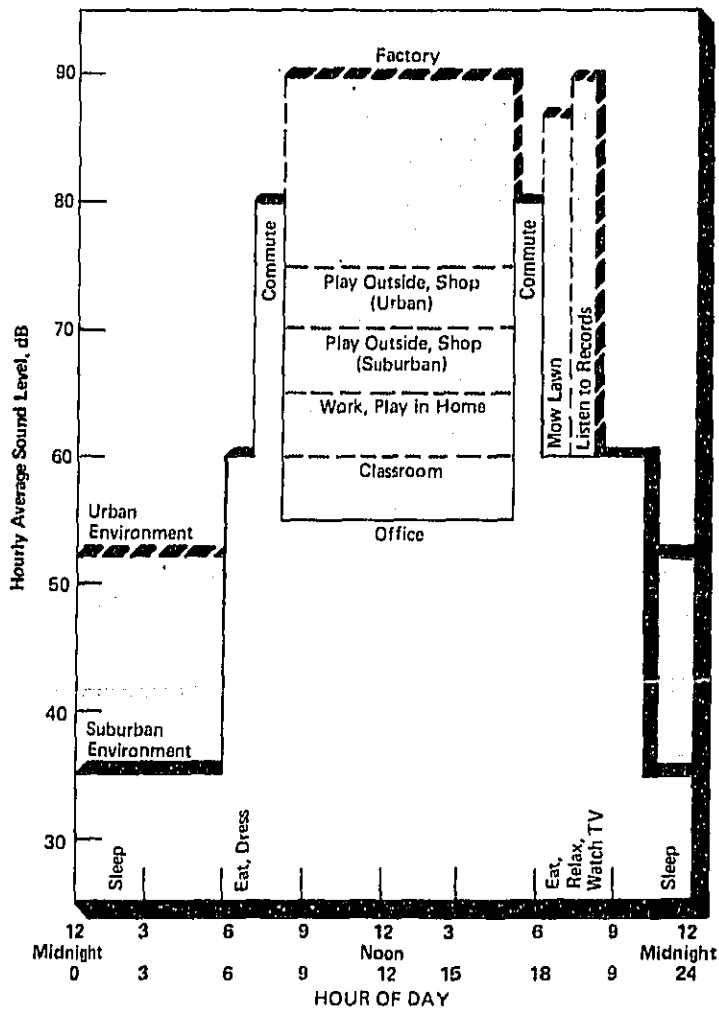 Hourly Average Sound Level, dB
90
80
70
60
50
40
30
Factory
Commute
Play Outside, Shop
(Urban)
Play Outside, Shop
(Suburban)
Work, Play in Home
Classroom
Office
Commute
Mow Lawn
Listen to Records
Urban
Environment
Suburban
Environment
Sleep
Eat, Dress
Eat,
Relax,
Watch TV
Sleep
12 3 6 9 12 3 6 9 12
Midnight Noon Midnight
0 3 6 9 12 15 18 9 24
HOUR OF DAY